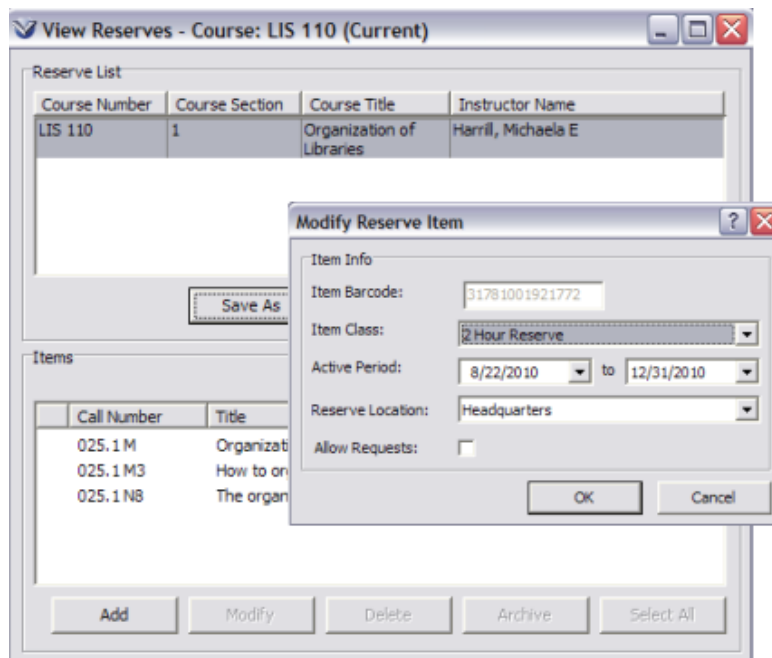 View Reserves - Course: LIS 110 (Current)
Reserve List
Course Number Course Section Course Title Instructor Name
LIS 110 1 Organization of Harrill, Michaela E
Libraries
Save As
Modify Reserve Item
Item Info
Item Barcode: 31781001921772
Item Class: 2 Hour Reserve
Active Period: 8/22/2010 to 12/31/2010
Reserve Location: Headquarters
Allow Requests:
OK Cancel
Items
Call Number Title
025.1 M Organizati
025.1 M3 How to or
025.1 N8 The organ
Add Modify Delete Archive Select All